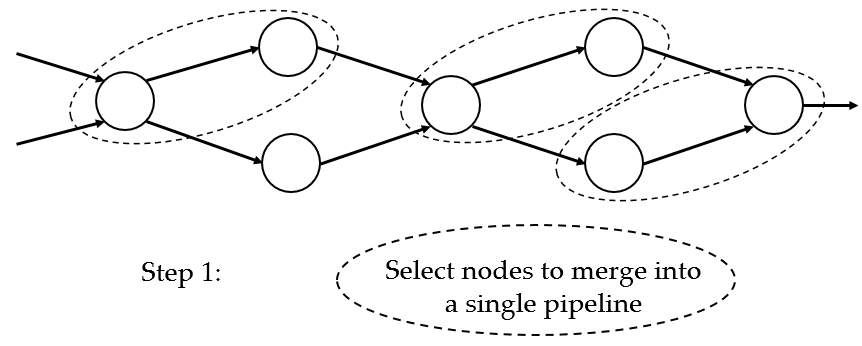 Step 1:
Select nodes to merge into
a single pipeline